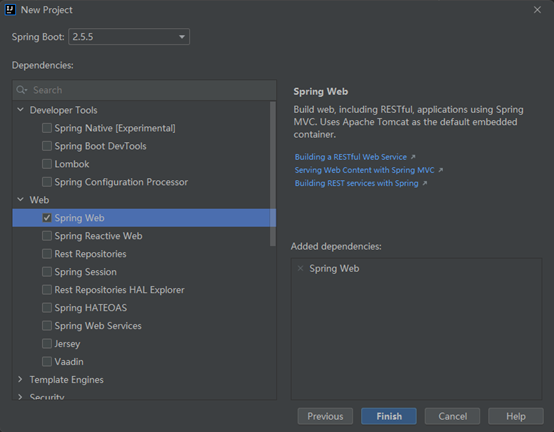 New Project
Spring Boot: 2.5.5
Dependencies:
Search
Developer Tools
Spring Native [Experimental]
Spring Boot DevTools
Lombok
Spring Configuration Processor
Web
Spring Web
Spring Reactive Web
Rest Repositories
Spring Session
Rest Repositories HAL Explorer
Spring HATEOAS
Spring Web Services
Jersey
Vaadin
Template Engines
Security
Spring Web
Build web, including RESTful, applications using Spring
MVC. Uses Apache Tomcat as the default embedded
container.
Building a RESTful Web Service
Serving Web Content with Spring MVC
Building REST services with Spring
Added dependencies:
Spring Web
Previous
Finish
Cancel
Help